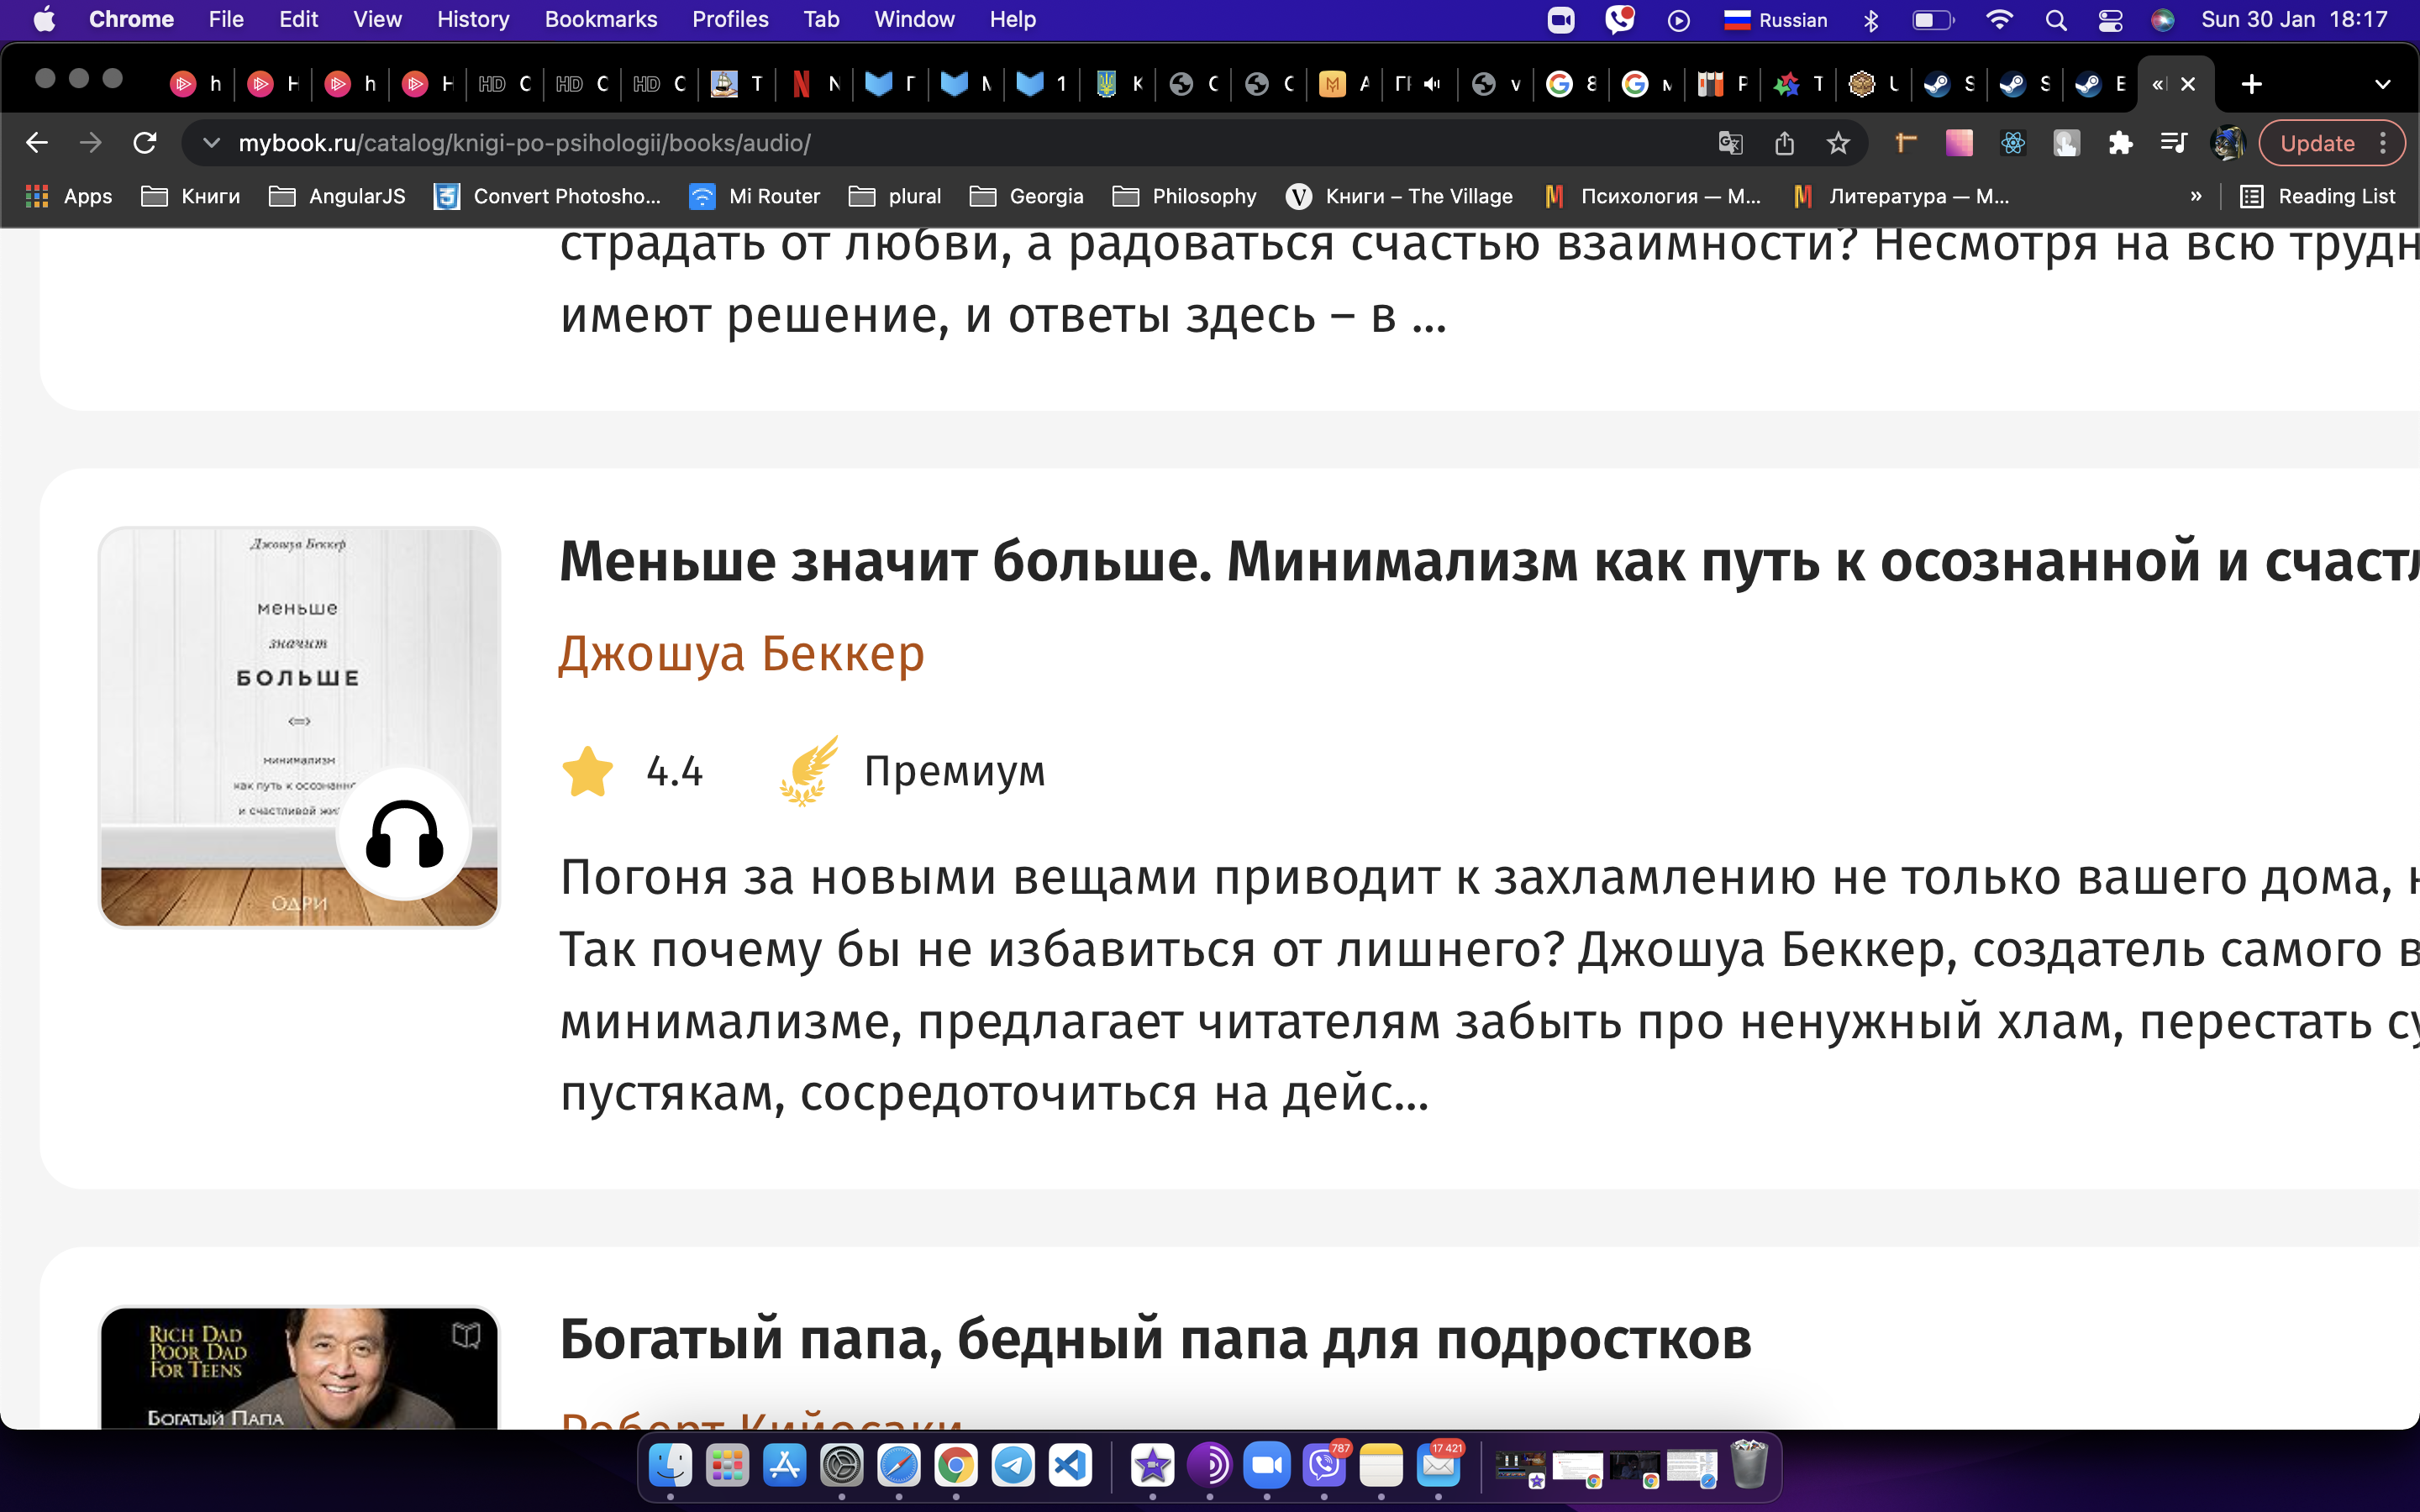 Chrome File Edit View History Bookmarks Profiles Tab Window Help Russian Sun 30 Jan 18:17
mybook.ru/catalog/knigi-po-psihologii/books/audio/ Update
Apps Книги AngularJS Convert Photosho... Mi Router plural Georgia Philosophy Книги – The Village Психология — М... Литература — М... » Reading List
страдать от любви, а радоваться счастью взаимности? Несмотря на всю трудн
имеют решение, и ответы здесь – в ...
Джошуа Беккер
меньше
значит
БОЛЬШЕ
минимализм
как путь к осознанно
и счастливой жиз
ОДРИ
Меньше значит больше. Минимализм как путь к осознанной и счастл
Джошуа Беккер
4.4 Премиум
Погоня за новыми вещами приводит к захламлению не только вашего дома, н
Так почему бы не избавиться от лишнего? Джошуа Беккер, создатель самого в
минимализме, предлагает читателям забыть про ненужный хлам, перестать су
пустякам, сосредоточиться на дейс...
RICH DAD
POOR DAD
FOR TEENS
БОГАТЫЙ ПАПА
Богатый папа, бедный папа для подростков
Роберт Кийосаки
787
17 421